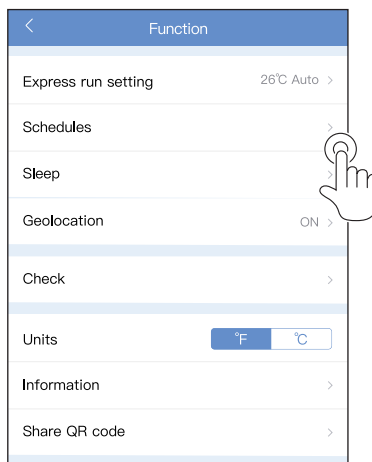 Function
Express run setting 26°C Auto >
Schedules >
Sleep >
Geolocation ON >
Check >
Units °F °C
Information >
Share QR code >